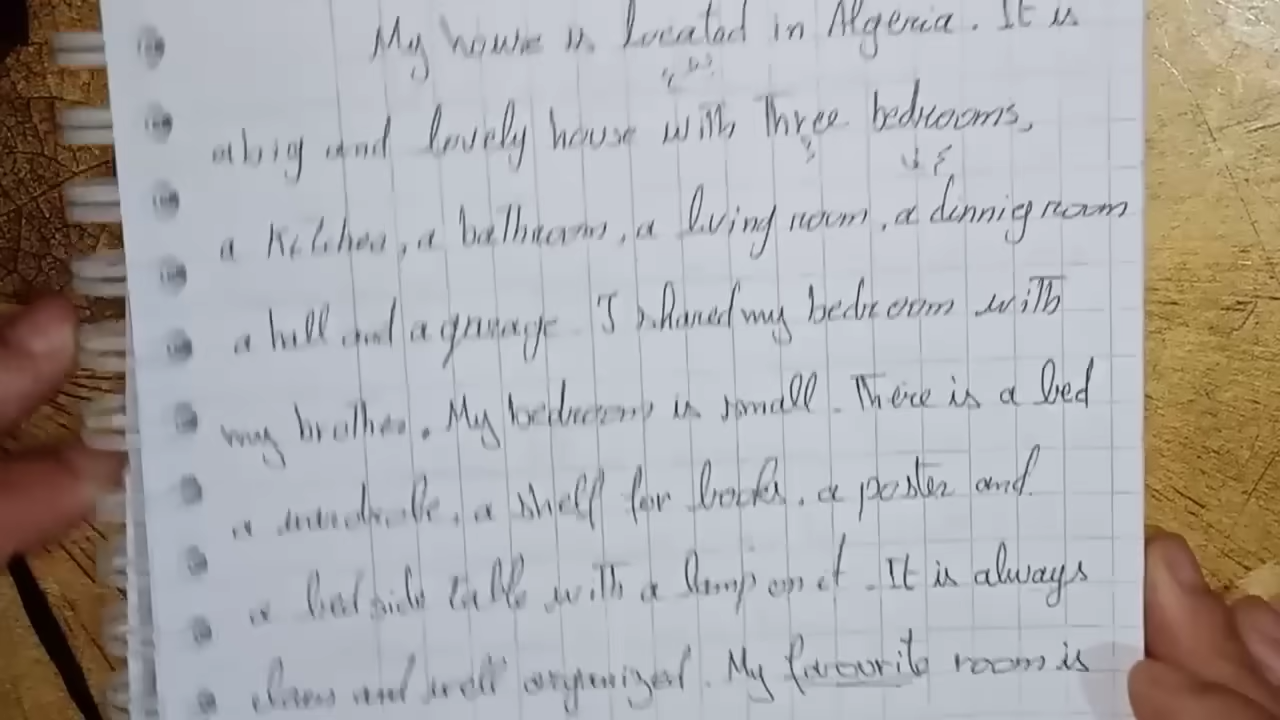 My house is located in Algeria. It is
a big and lovely house with three bedrooms,
a kitchen, a bathroom, a living room, a dinnig room
a hall and a garage. I shared my bedroom with
my brother. My bedroom is small. There is a bed
a wardrobe, a shelf for books, a poster and
a bedside table with a lamp on it. It is always
clean and well organized. My favourite room is